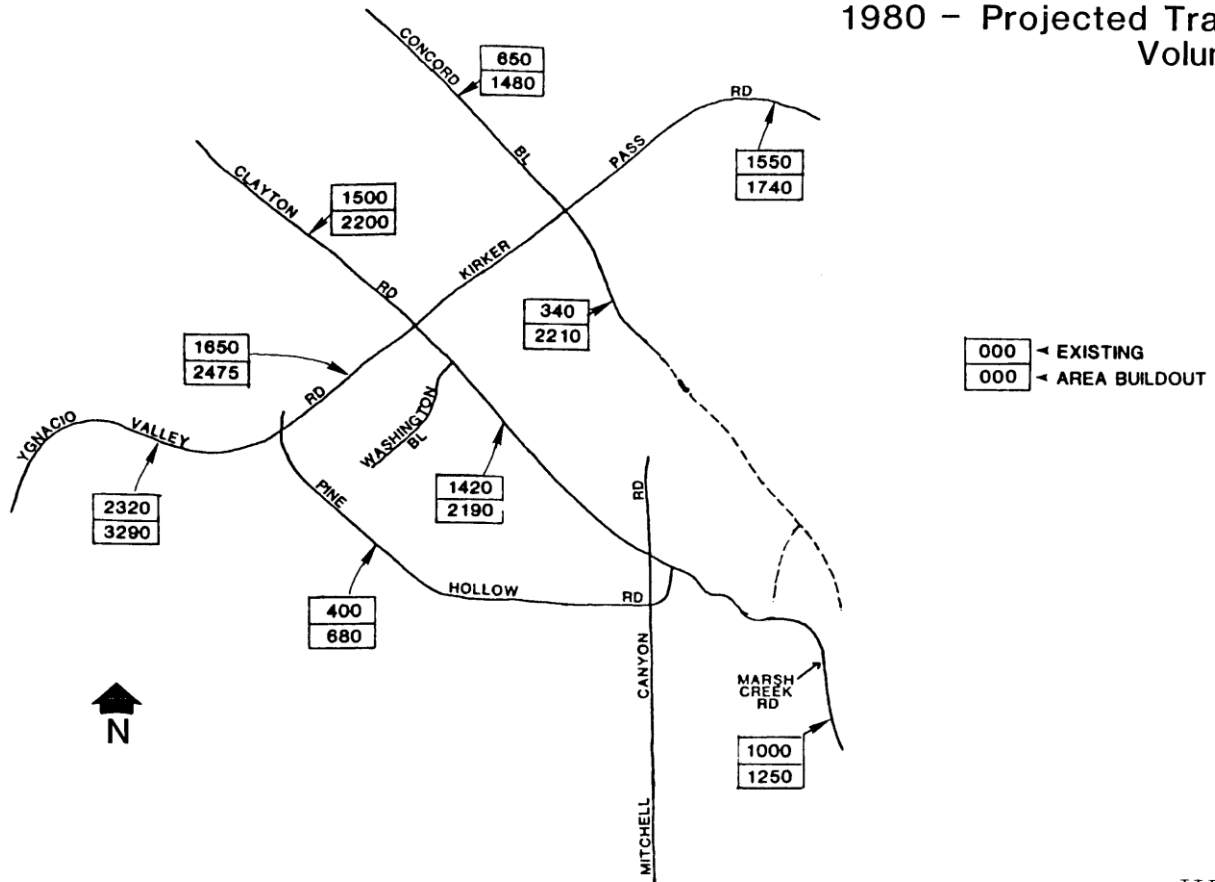 1980 - Projected Tra
Volu
CONCORD BL
650
1480
KIRKER PASS RD
1550
1740
CLAYTON RD
1500
2200
340
2210
1650
2475
000 ◄ EXISTING
000 ◄ AREA BUILDOUT
YGNACIO VALLEY RD
WASHINGTON
BL
2320
3290
1420
2190
PINE HOLLOW RD
400
680
MITCHELL CANYON RD
MARSH
CREEK
RD
1000
1250
N